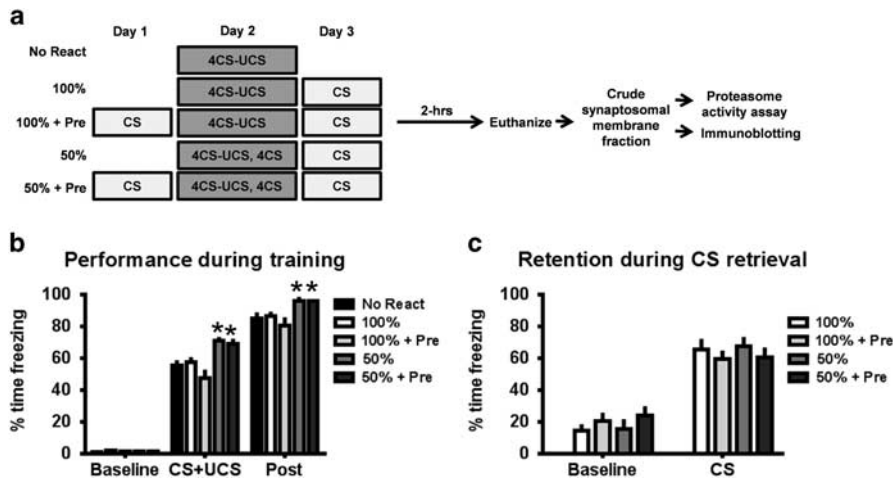 a
Day 1 Day 2 Day 3
No React 4CS-UCS
100% 4CS-UCS CS
100% + Pre CS 4CS-UCS CS
50% 4CS-UCS, 4CS CS
50% + Pre CS 4CS-UCS, 4CS CS
2-hrs
Euthanize
Crude
synaptosomal
membrane
fraction
Proteasome
activity assay
Immunoblotting
b
Performance during training
% time freezing
100
80
60
40
20
0
* *
* *
Baseline CS+UCS Post
No React
100%
100% + Pre
50%
50% + Pre
c
Retention during CS retrieval
% time freezing
100
80
60
40
20
0
Baseline CS
100%
100% + Pre
50%
50% + Pre